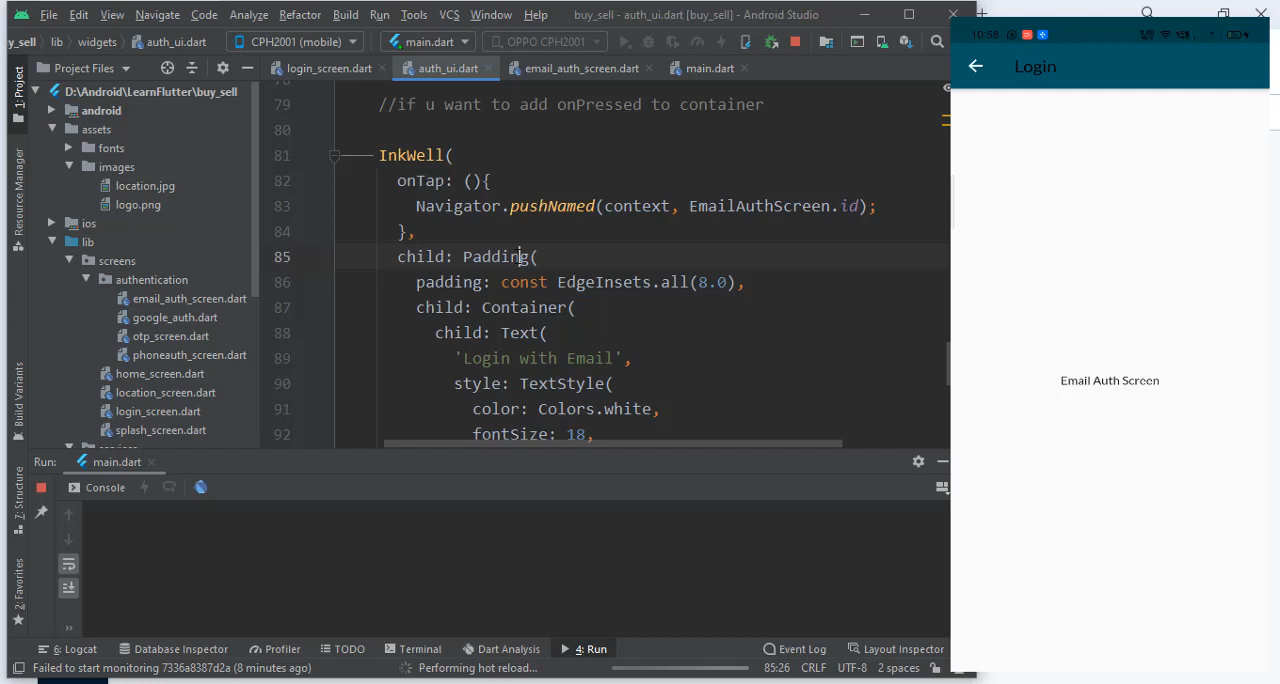 File Edit View Navigate Code Analyze Refactor Build Run Tools VCS Window Help buy_sell - auth_ui.dart [buy_sell] - Android Studio
y_sell lib widgets auth_ui.dart CPH2001 (mobile) main.dart OPPO CPH2001
1: Project
Resource Manager
Build Variants
Z: Structure
2: Favorites
Project Files
D:\Android\LearnFlutter\buy_sell
android
assets
fonts
images
location.jpg
logo.png
ios
lib
screens
authentication
email_auth_screen.dart
google_auth.dart
otp_screen.dart
phoneauth_screen.dart
home_screen.dart
location_screen.dart
login_screen.dart
splash_screen.dart
login_screen.dart auth_ui.dart email_auth_screen.dart main.dart
79 //if u want to add onPressed to container
80
81 InkWell(
82 onTap: (){
83 Navigator.pushNamed(context, EmailAuthScreen.id);
84 },
85 child: Padding(
86 padding: const EdgeInsets.all(8.0),
87 child: Container(
88 child: Text(
89 'Login with Email',
90 style: TextStyle(
91 color: Colors.white,
92 fontSize: 18,
Run: main.dart
Console
6: Logcat Database Inspector Profiler TODO Terminal Dart Analysis 4: Run Event Log Layout Inspector
Failed to start monitoring 7336a8387d2a (8 minutes ago) Performing hot reload... 85:26 CRLF UTF-8 2 spaces
10:58
Login
Email Auth Screen